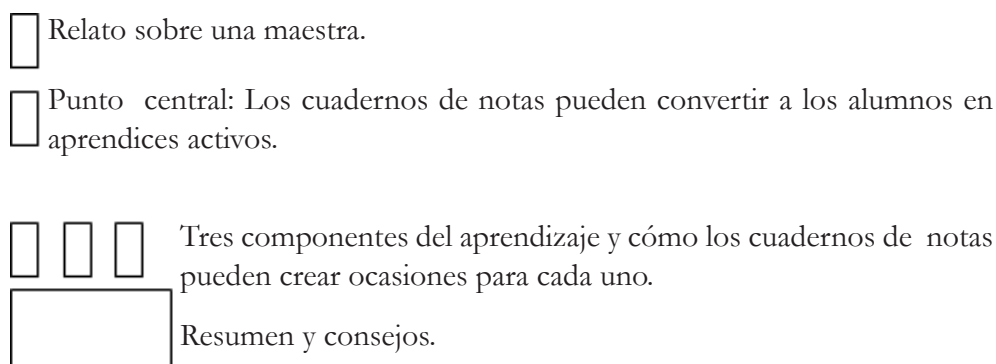 Relato sobre una maestra.
Punto central: Los cuadernos de notas pueden convertir a los alumnos en
aprendices activos.
Tres componentes del aprendizaje y cómo los cuadernos de notas
pueden crear ocasiones para cada uno.
Resumen y consejos.